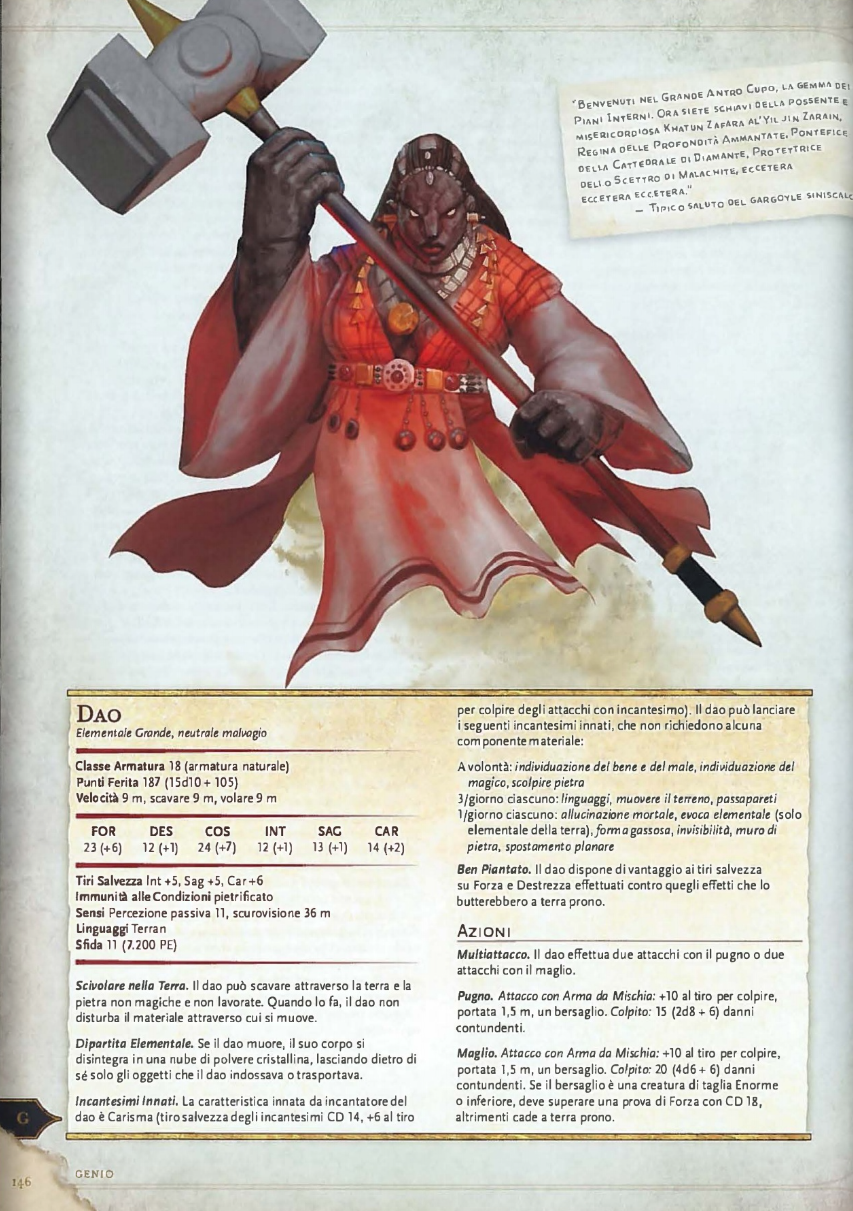 "Benvenuti nel Grande Antro Cupo, la gemma dei
Piani Interni. Ora siete schiavi della possente e
misericordiosa Khatun Zafara al'Yil Jin Zarain,
Regina delle Profondità Ammantate, Pontefice
della Cattedrale di Diamante, Protettrice
dello Scettro di Malachite, eccetera
eccetera eccetera."
— Tipico saluto del gargoyle
Dao
Elementale Grande, neutrale malvagio
Classe Armatura 18 (armatura naturale)
Punti Ferita 187 (15d10 + 105)
Velocità 9 m, scavare 9 m, volare 9 m
FOR DES COS INT SAG CAR
23 (+6) 12 (+1) 24 (+7) 12 (+1) 13 (+1) 14 (+2)
Tiri Salvezza Int +5, Sag +5, Car +6
Immunità alle Condizioni pietrificato
Sensi Percezione passiva 11, scurovisione 36 m
Linguaggi Terran
Sfida 11 (7.200 PE)
Scivolare nella Terra. Il dao può scavare attraverso la terra e la
pietra non magiche e non lavorate. Quando lo fa, il dao non
disturba il materiale attraverso cui si muove.
Dipartita Elementale. Se il dao muore, il suo corpo si
disintegra in una nube di polvere cristallina, lasciando dietro di
sé solo gli oggetti che il dao indossava o trasportava.
Incantesimi Innati. La caratteristica innata da incantatore del
dao è Carisma (tiro salvezza degli incantesimi CD 14, +6 al tiro
per colpire degli attacchi con incantesimo). Il dao può lanciare
i seguenti incantesimi innati, che non richiedono alcuna
componente materiale:
A volontà: individuazione del bene e del male, individuazione del
magico, scolpire pietra
3/giorno ciascuno: linguaggi, muovere il terreno, passapareti
1/giorno ciascuno: allucinazione mortale, evoca elementale (solo
elementale della terra), forma gassosa, invisibilità, muro di
pietra, spostamento planare
Ben Piantato. Il dao dispone di vantaggio ai tiri salvezza
su Forza e Destrezza effettuati contro quegli effetti che lo
butterebbero a terra prono.
Azioni
Multiattacco. Il dao effettua due attacchi con il pugno o due
attacchi con il maglio.
Pugno. Attacco con Arma da Mischia: +10 al tiro per colpire,
portata 1,5 m, un bersaglio. Colpito: 15 (2d8 + 6) danni
contundenti.
Maglio. Attacco con Arma da Mischia: +10 al tiro per colpire,
portata 1,5 m, un bersaglio. Colpito: 20 (4d6 + 6) danni
contundenti. Se il bersaglio è una creatura di taglia Enorme
o inferiore, deve superare una prova di Forza con CD 18,
altrimenti cade a terra prono.
G
146
GENIO